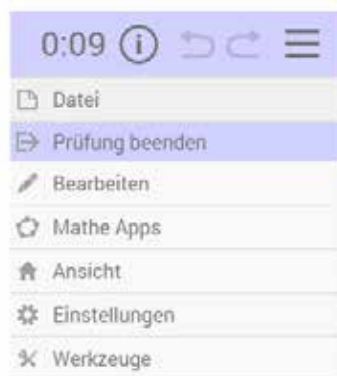 0:09
Datei
Prüfung beenden
Bearbeiten
Mathe Apps
Ansicht
Einstellungen
Werkzeuge